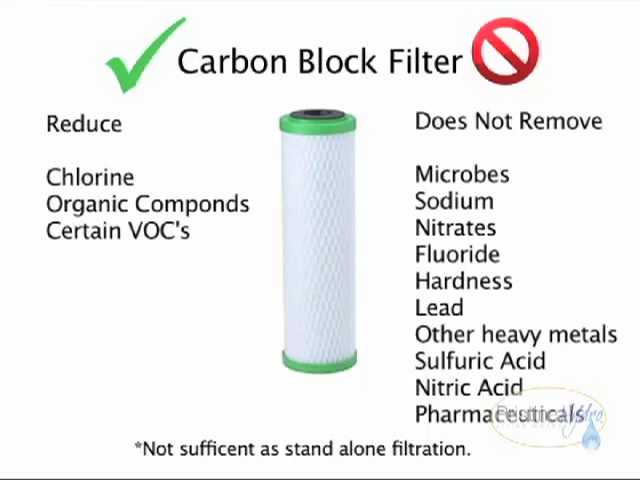 Carbon Block Filter
Reduce
Chlorine
Organic Componds
Certain VOC's
Does Not Remove
Microbes
Sodium
Nitrates
Fluoride
Hardness
Lead
Other heavy metals
Sulfuric Acid
Nitric Acid
Pharmaceuticals
*Not sufficent as stand alone filtration.